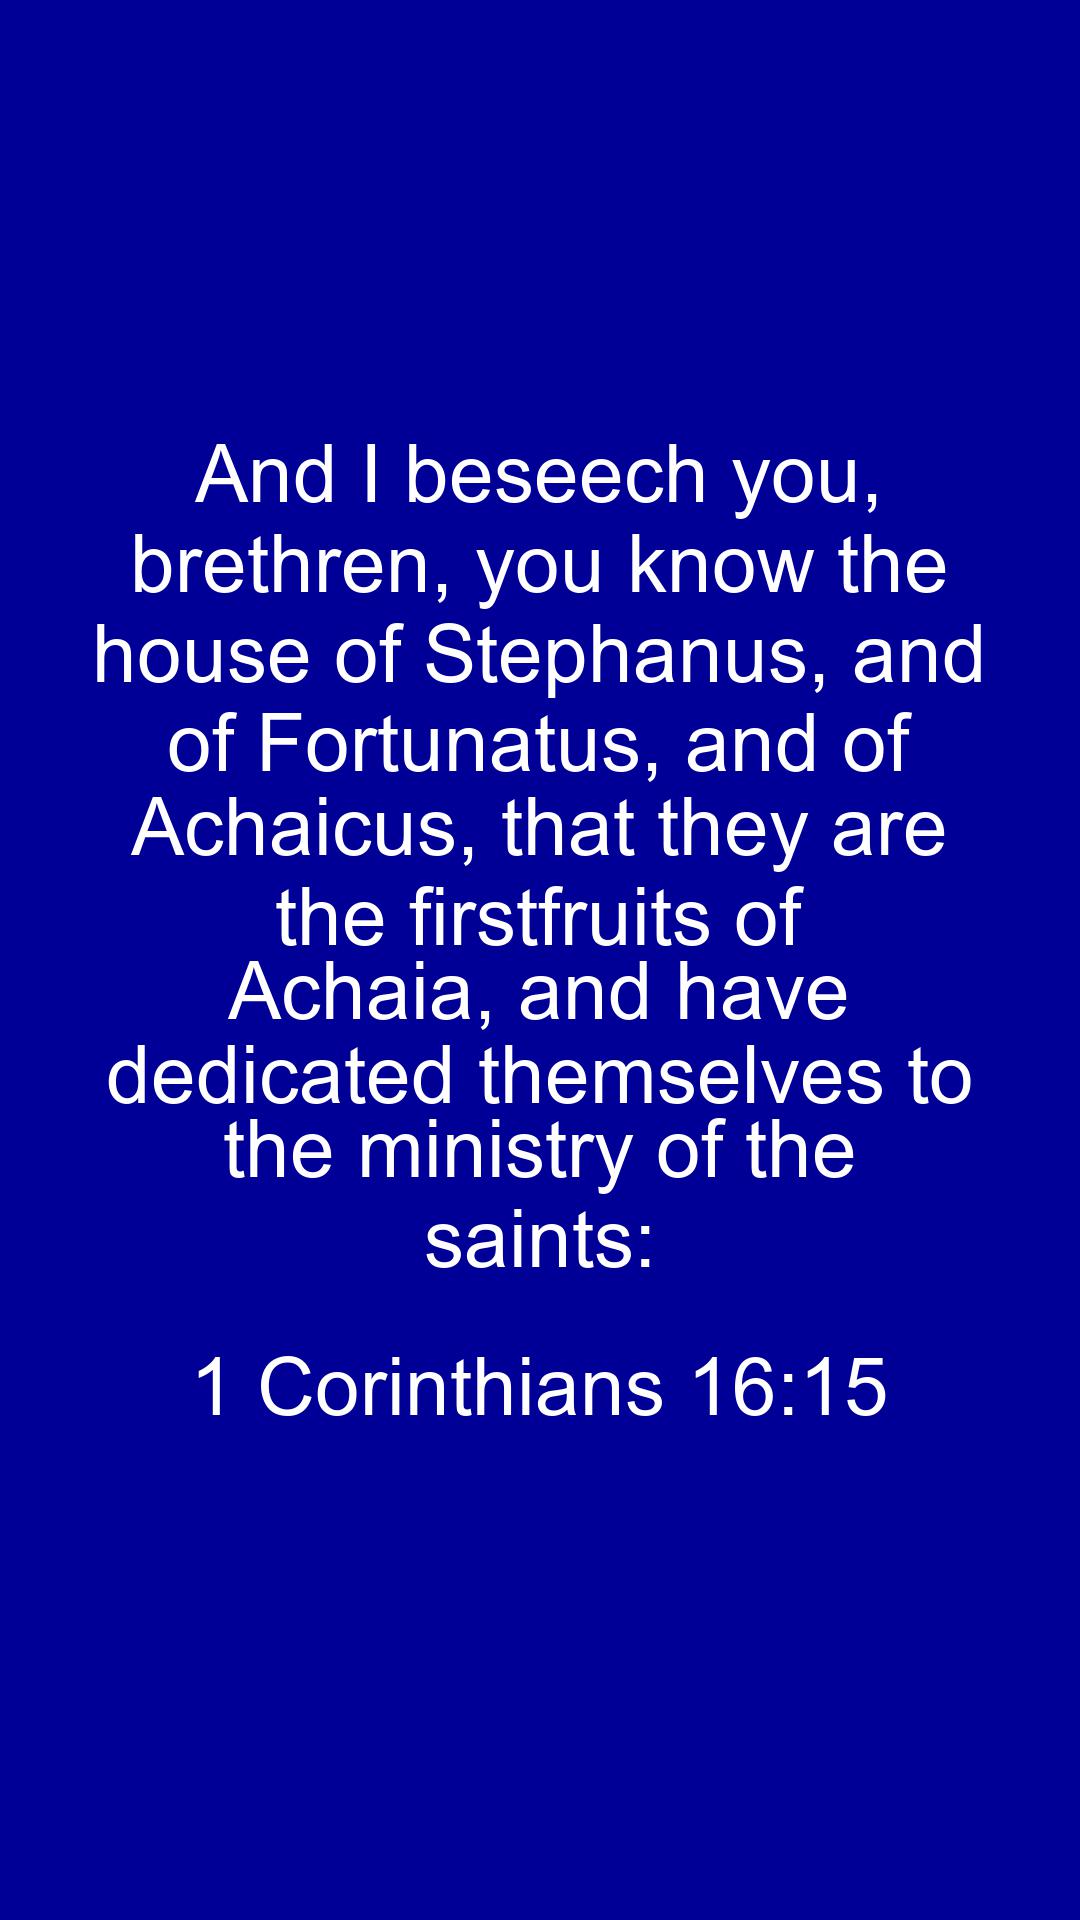 And I beseech you,
brethren, you know the
house of Stephanus, and
of Fortunatus, and of
Achaicus, that they are
the firstfruits of
Achaia, and have
dedicated themselves to
the ministry of the
saints:
1 Corinthians 16:15